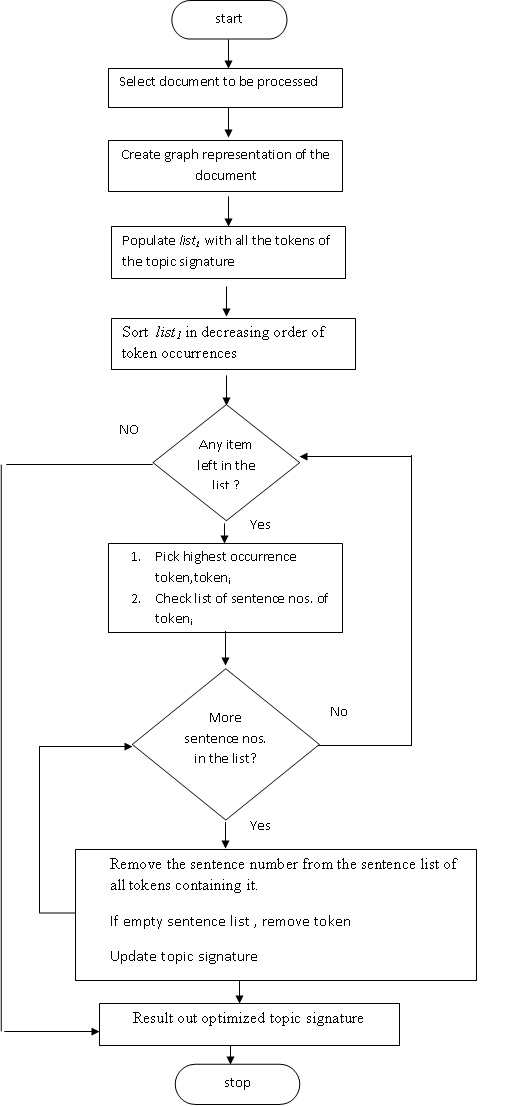 start
Select document to be processed
Create graph representation of the
document
Populate list₁ with all the tokens of
the topic signature
Sort list₁ in decreasing order of
token occurrences
NO
Any item
left in the
list ?
Yes
1. Pick highest occurrence
token,tokenᵢ
2. Check list of sentence nos. of
tokenᵢ
More
sentence nos.
in the list?
No
Yes
Remove the sentence number from the sentence list of
all tokens containing it.
If empty sentence list , remove token
Update topic signature
Result out optimized topic signature
stop